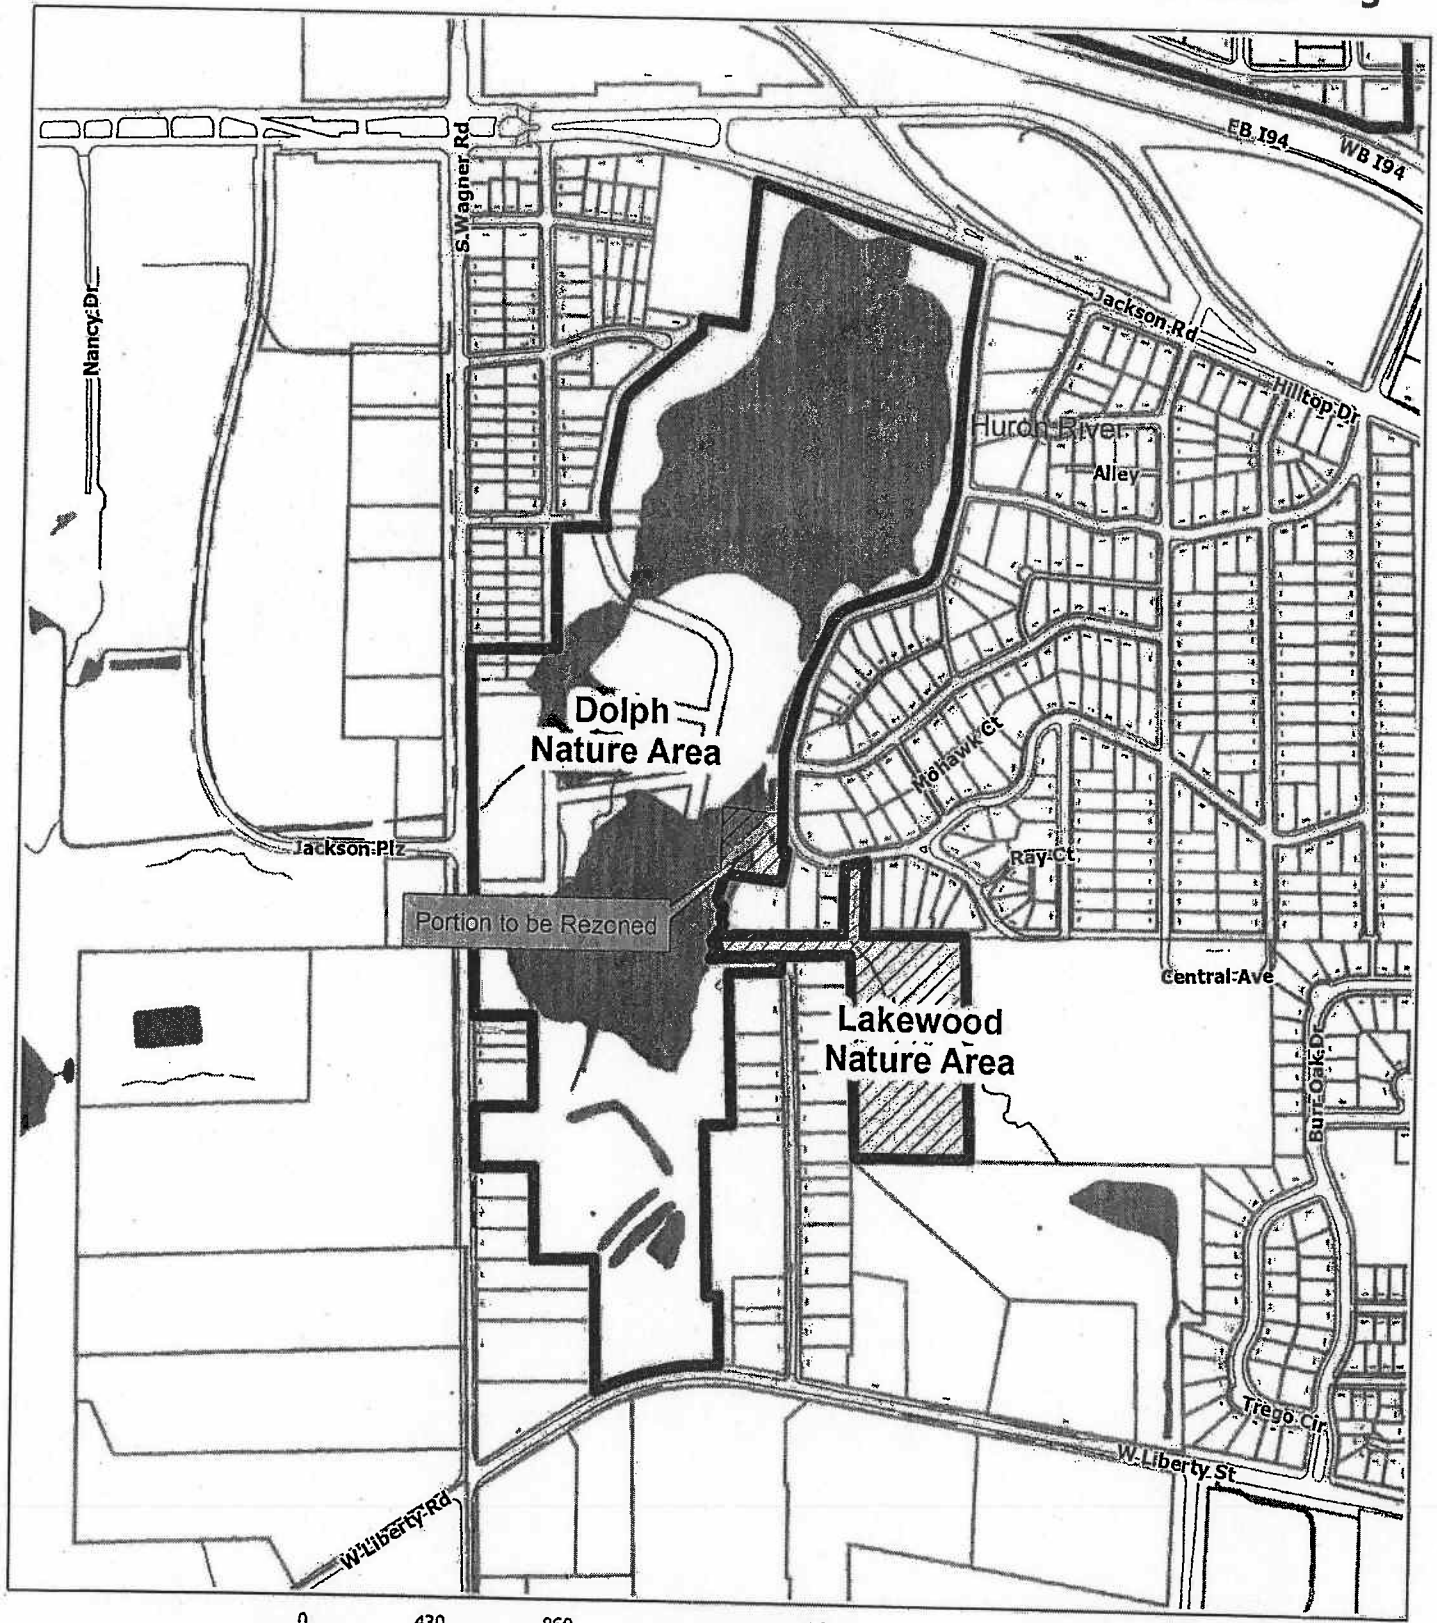 EB I94
WB I94
S Wagner Rd
Nancy Dr
Jackson Rd
Hilltop Dr
Huron River
Alley
Dolph
Nature Area
Mohawk Ct
Jackson Plz
Ray Ct
Portion to be Rezoned
Central Ave
Lakewood
Nature Area
Burr Oak Dr
Trego Cir
W Liberty St
W Liberty Rd
0 430 860